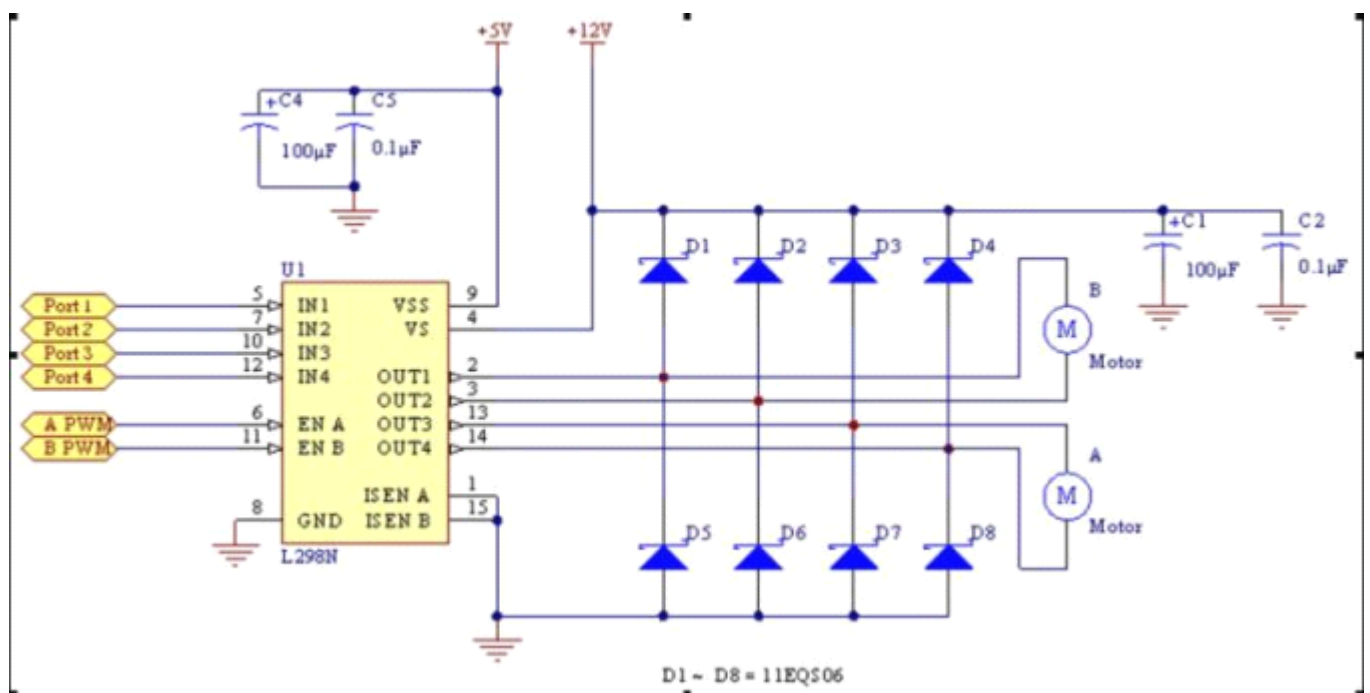 +5V
+12V
+C4
C5
100µF
0.1µF
D1
D2
D3
D4
+C1
C2
100µF
0.1µF
U1
Port 1
5
IN1
VSS
9
Port 2
7
IN2
VS
4
Port 3
10
IN3
Port 4
12
IN4
OUT1
2
OUT2
3
A PWM
6
EN A
OUT3
13
B PWM
11
EN B
OUT4
14
ISEN A
1
8
GND
ISEN B
15
L298N
B
M
Motor
A
M
Motor
D5
D6
D7
D8
D1 ~ D8 = 11EQS06